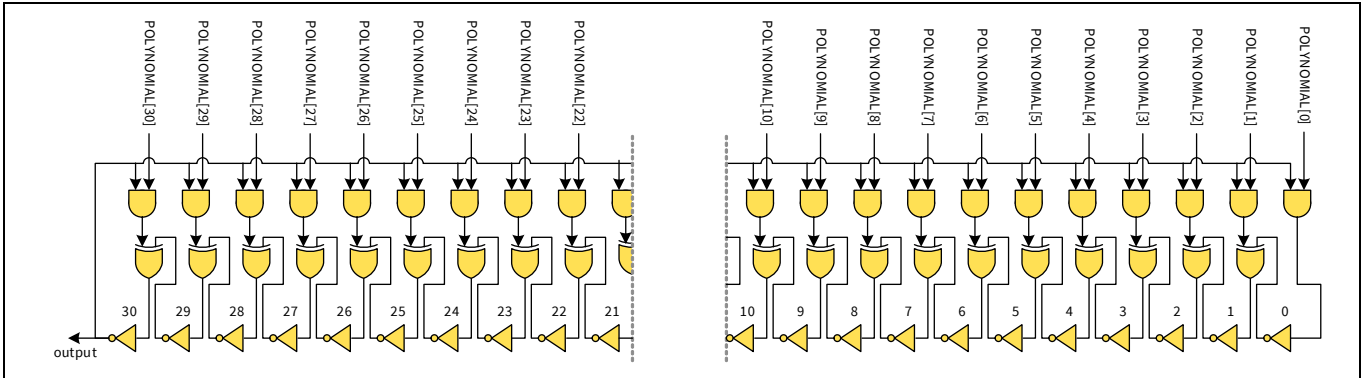 POLYNOMIAL[30]
POLYNOMIAL[29]
POLYNOMIAL[28]
POLYNOMIAL[27]
POLYNOMIAL[26]
POLYNOMIAL[25]
POLYNOMIAL[24]
POLYNOMIAL[23]
POLYNOMIAL[22]
POLYNOMIAL[10]
POLYNOMIAL[9]
POLYNOMIAL[8]
POLYNOMIAL[7]
POLYNOMIAL[6]
POLYNOMIAL[5]
POLYNOMIAL[4]
POLYNOMIAL[3]
POLYNOMIAL[2]
POLYNOMIAL[1]
POLYNOMIAL[0]
30 29 28 27 26 25 24 23 22 21 10 9 8 7 6 5 4 3 2 1 0
output